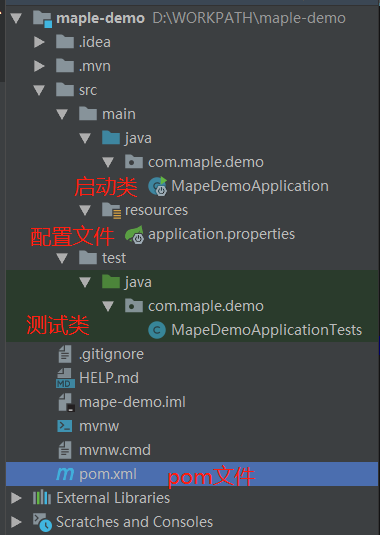 maple-demo D:\WORKPATH\maple-demo
.idea
.mvn
src
main
java
com.maple.demo
启动类 MapeDemoApplication
resources
配置文件 application.properties
test
java
com.maple.demo
测试类 MapeDemoApplicationTests
.gitignore
MD HELP.md
mape-demo.iml
mvnw
mvnw.cmd
m pom.xml pom文件
External Libraries
Scratches and Consoles